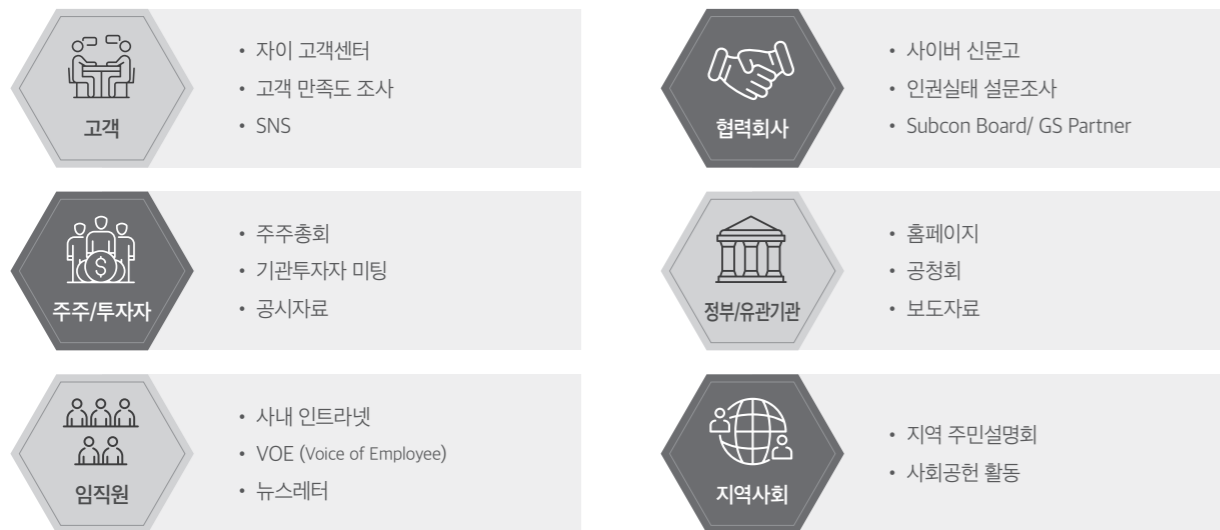 고객
• 자이 고객센터
• 고객 만족도 조사
• SNS
협력회사
• 사이버 신문고
• 인권실태 설문조사
• Subcon Board/ GS Partner
주주/투자자
• 주주총회
• 기관투자자 미팅
• 공시자료
정부/유관기관
• 홈페이지
• 공청회
• 보도자료
임직원
• 사내 인트라넷
• VOE (Voice of Employee)
• 뉴스레터
지역사회
• 지역 주민설명회
• 사회공헌 활동